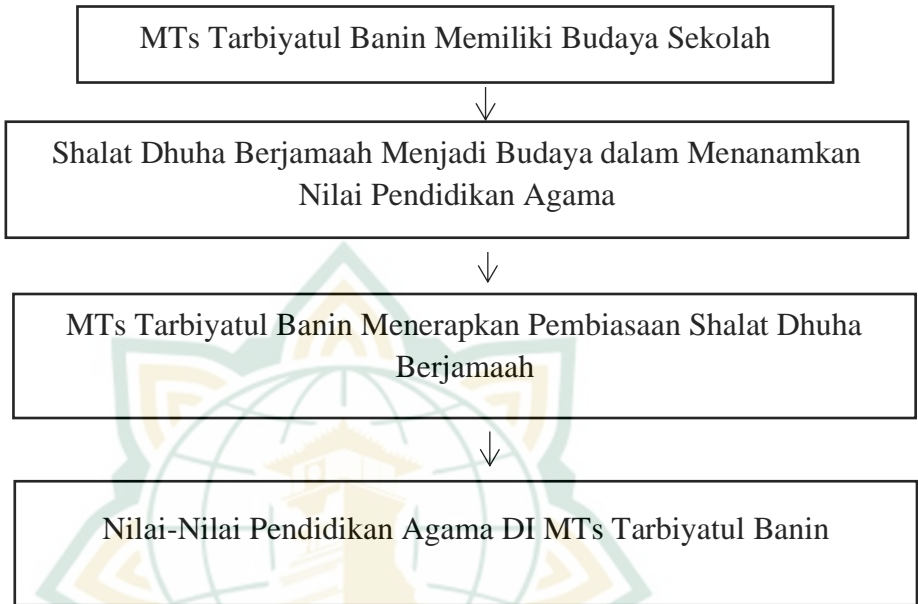 MTs Tarbiyatul Banin Memiliki Budaya Sekolah
Shalat Dhuha Berjamaah Menjadi Budaya dalam Menanamkan
Nilai Pendidikan Agama
MTs Tarbiyatul Banin Menerapkan Pembiasaan Shalat Dhuha
Berjamaah
Nilai-Nilai Pendidikan Agama DI MTs Tarbiyatul Banin